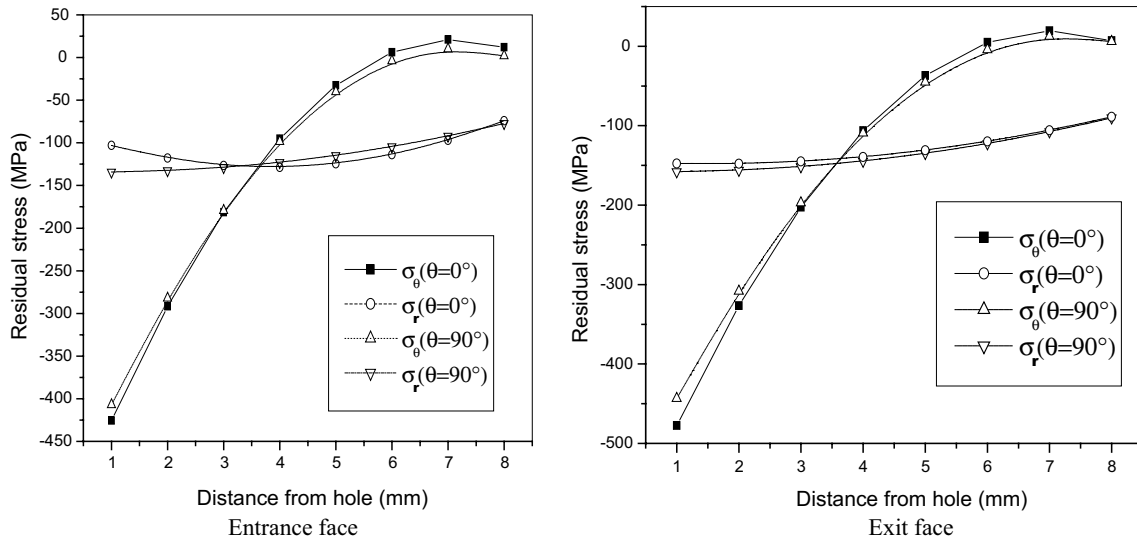 50
0
-50
-100
-150
-200
-250
-300
-350
-400
-450
Residual stress (MPa)
σθ(θ=0°)
σr(θ=0°)
σθ(θ=90°)
σr(θ=90°)
1 2 3 4 5 6 7 8
Distance from hole (mm)
Entrance face
0
-100
-200
-300
-400
-500
Residual stress (MPa)
σθ(θ=0°)
σr(θ=0°)
σθ(θ=90°)
σr(θ=90°)
1 2 3 4 5 6 7 8
Distance from hole (mm)
Exit face